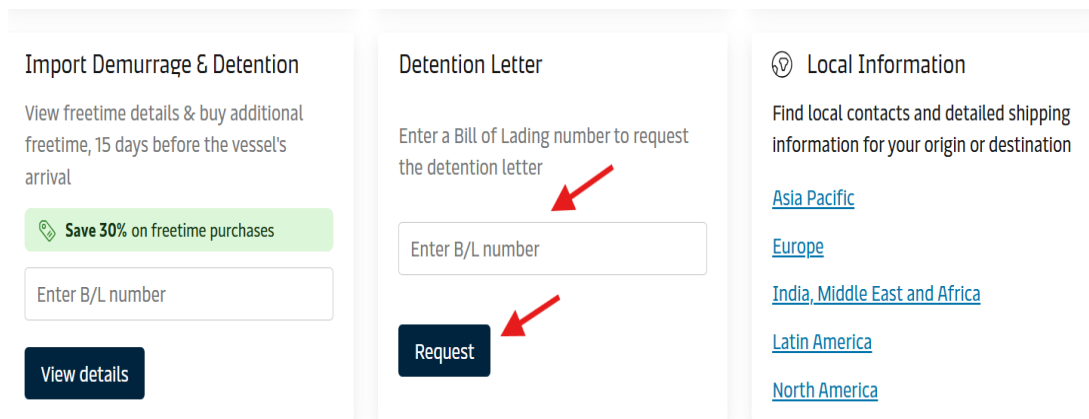 Import Demurrage & Detention
View freetime details & buy additional
freetime, 15 days before the vessel's
arrival
Save 30% on freetime purchases
Enter B/L number
View details
Detention Letter
Enter a Bill of Lading number to request
the detention letter
Enter B/L number
Request
Local Information
Find local contacts and detailed shipping
information for your origin or destination
Asia Pacific
Europe
India, Middle East and Africa
Latin America
North America